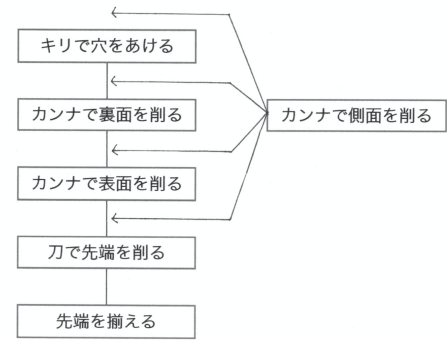 キリで穴をあける
カンナで裏面を削る
カンナで側面を削る
カンナで表面を削る
刀で先端を削る
先端を揃える